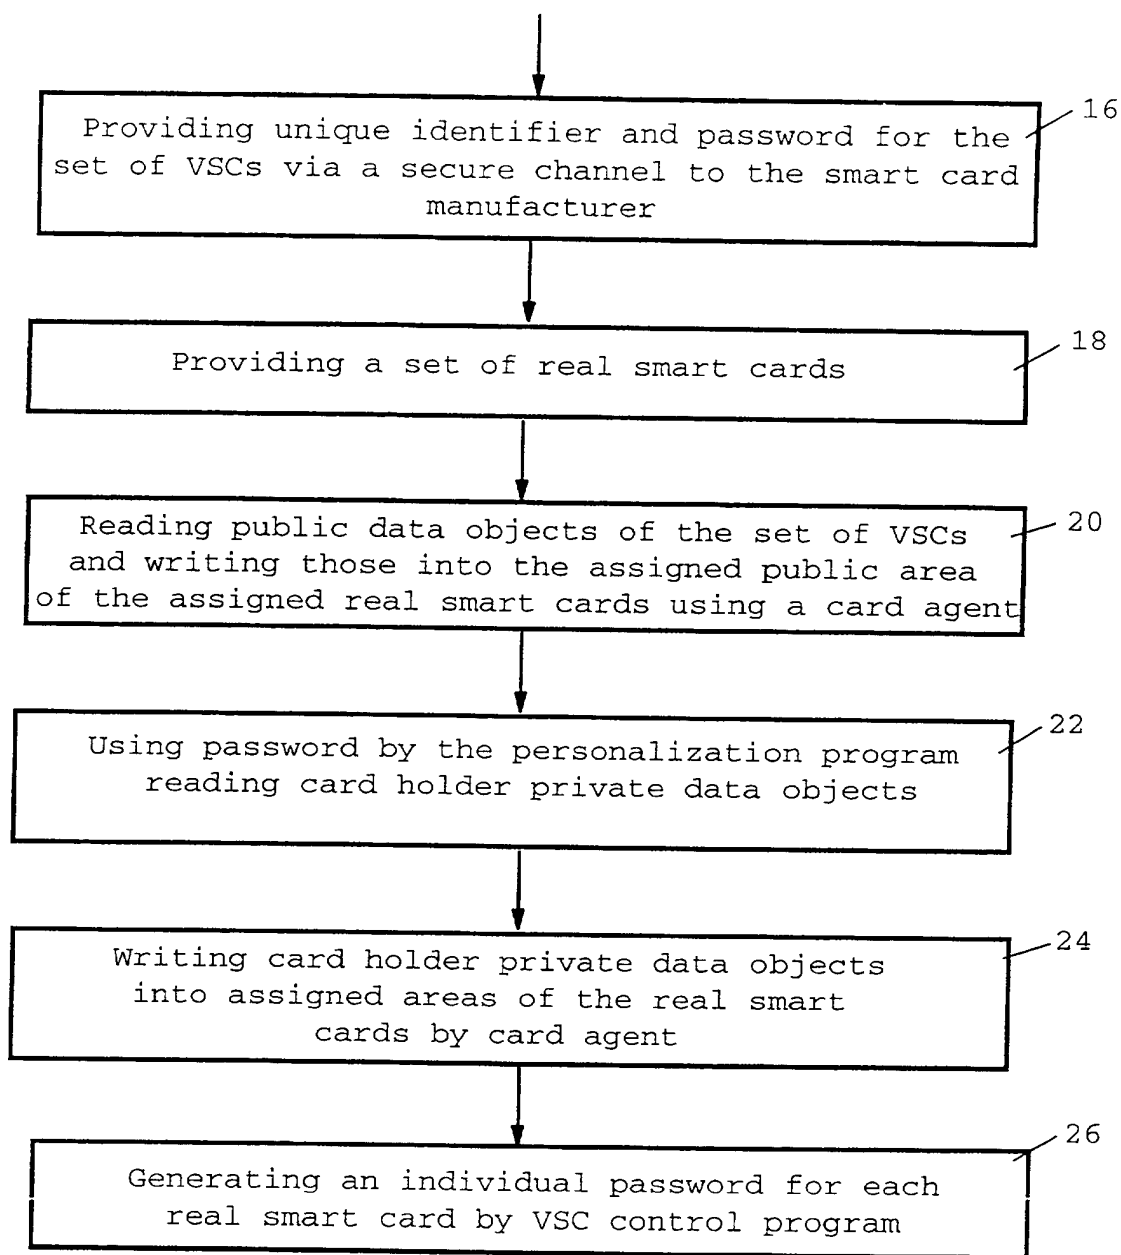 Providing unique identifier and password for the
set of VSCs via a secure channel to the smart card
manufacturer
16
Providing a set of real smart cards
18
Reading public data objects of the set of VSCs
and writing those into the assigned public area
of the assigned real smart cards using a card agent
20
Using password by the personalization program
reading card holder private data objects
22
Writing card holder private data objects
into assigned areas of the real smart
cards by card agent
24
Generating an individual password for each
real smart card by VSC control program
26